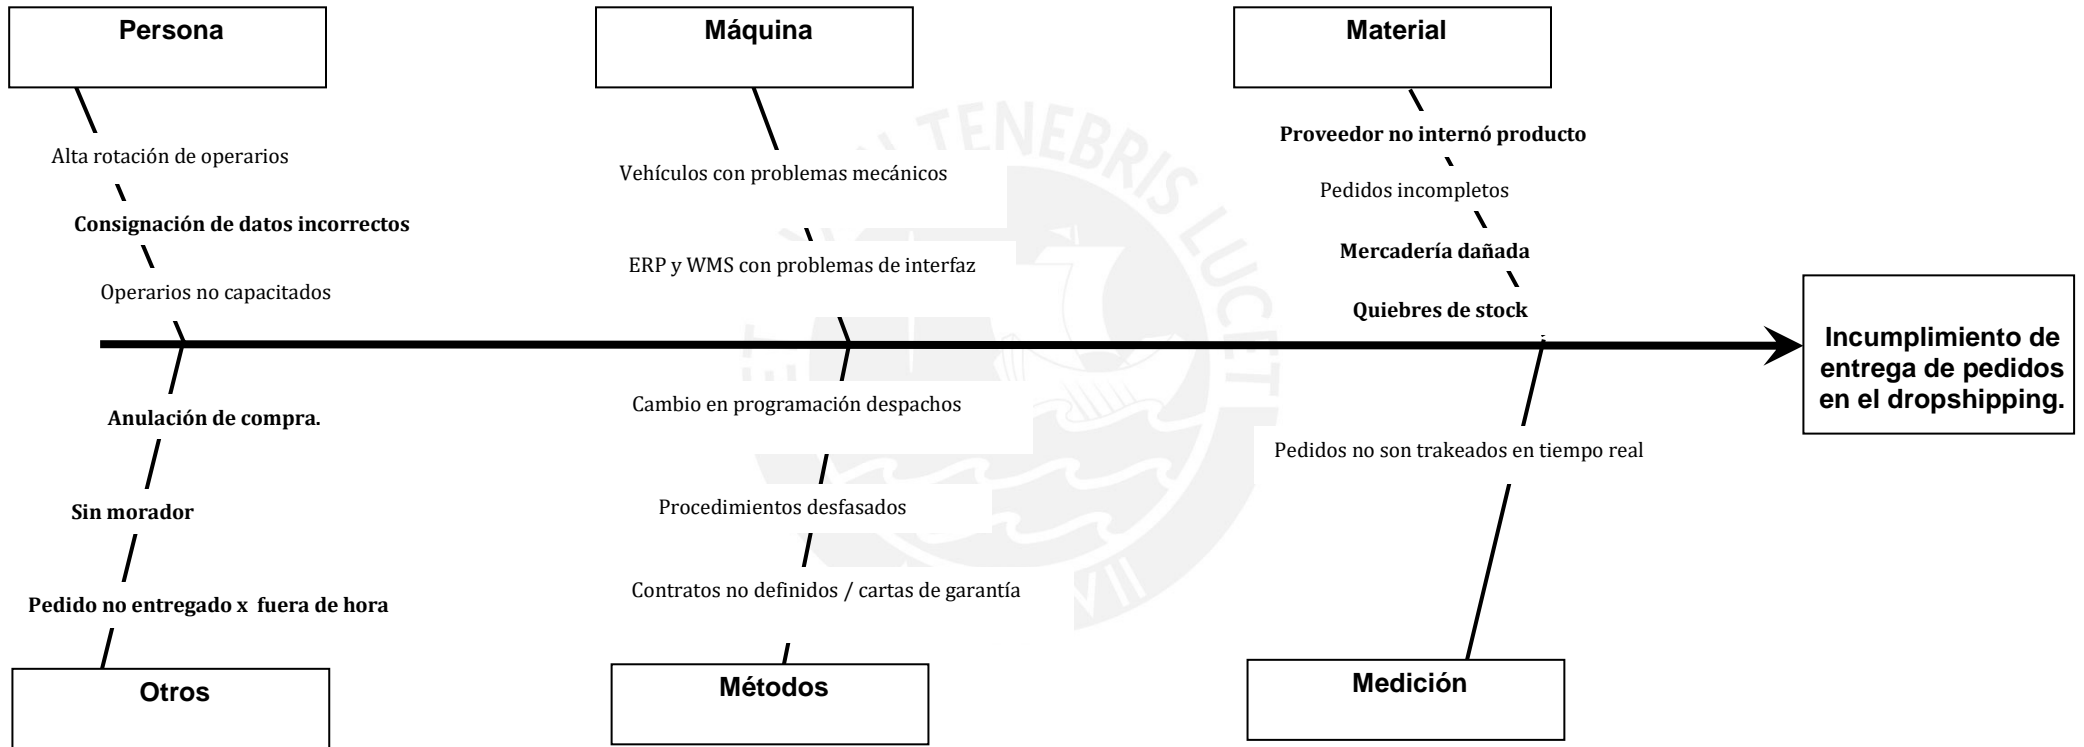 Persona
Máquina
Material
Alta rotación de operarios
Consignación de datos incorrectos
Operarios no capacitados
Vehículos con problemas mecánicos
ERP y WMS con problemas de interfaz
Proveedor no internó producto
Pedidos incompletos
Mercadería dañada
Quiebres de stock
Incumplimiento de
entrega de pedidos
en el dropshipping.
Anulación de compra.
Sin morador
Pedido no entregado x fuera de hora
Cambio en programación despachos
Procedimientos desfasados
Contratos no definidos / cartas de garantía
Pedidos no son trakeados en tiempo real
Otros
Métodos
Medición
TENEBRIS LUCET